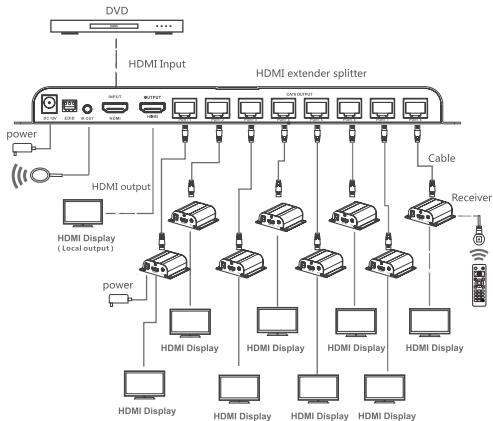 DVD
HDMI Input
HDMI extender splitter
INPUT
OUTPUT
CAT6 OUTPUT
DC 12V
EDID
IR OUT
HDMI
HDMI
power
Cable
HDMI output
Receiver
HDMI Display
( Local output )
power
HDMI Display
HDMI Display
HDMI Display
HDMI Display
HDMI Display
HDMI Display
HDMI Display
HDMI Display